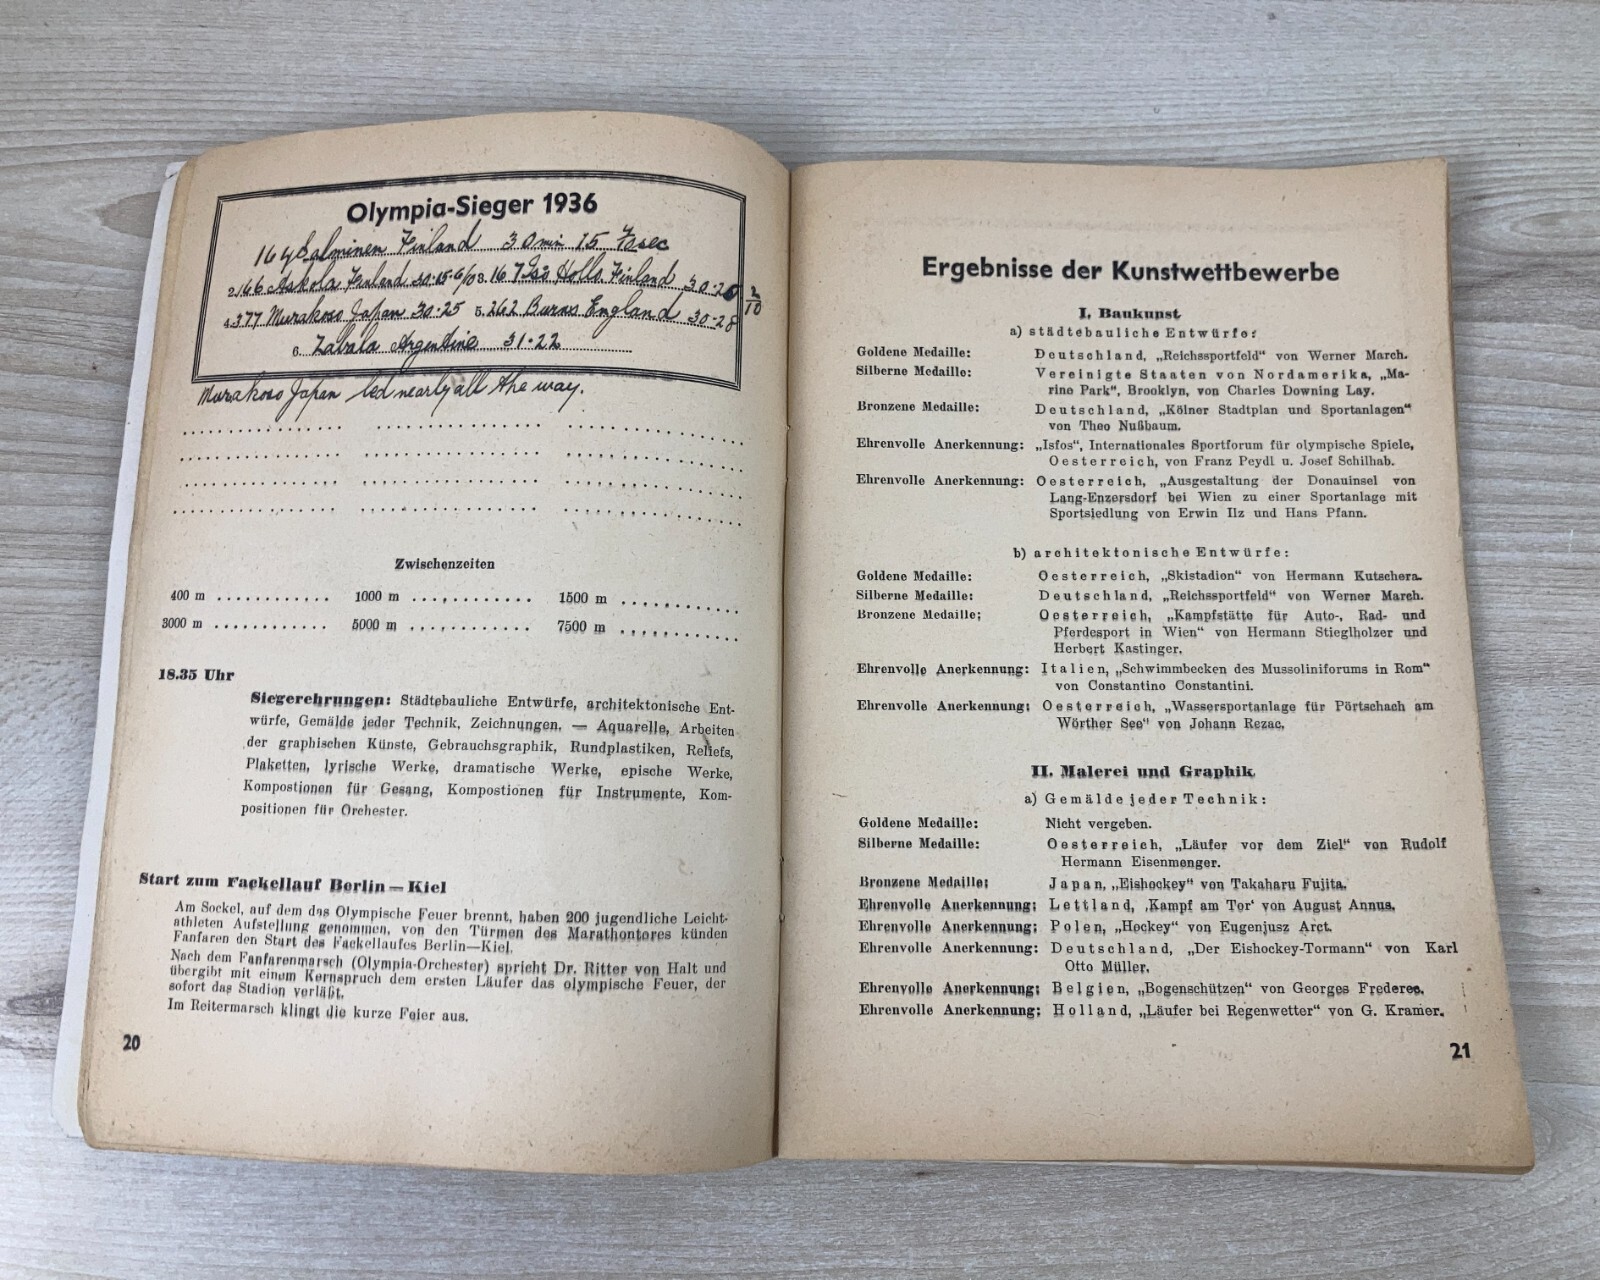 Olympia-Sieger 1936
164 Salminen Finland 30 min 15 4/10 sec
2. 166 Askola Finland 30·15·6/10 3. 167 Iso Hollo Finland 30·20 2/10
4. 377 Murakoso Japan 30·25 5. 262 Burns England 30-28
6. Zabala Argentine 31·22
Murakoso Japan led nearly all the way.
Zwischenzeiten
400 m ............ 1000 m ............ 1500 m ............
3000 m ............ 5000 m ............ 7500 m ............
18.35 Uhr
Siegerehrungen: Städtebauliche Entwürfe, architektonische Ent-
würfe, Gemälde jeder Technik, Zeichnungen. — Aquarelle, Arbeiten
der graphischen Künste, Gebrauchsgraphik, Rundplastiken, Reliefs,
Plaketten, lyrische Werke, dramatische Werke, epische Werke,
Kompostionen für Gesang, Kompostionen für Instrumente, Kom-
positionen für Orchester.
Start zum Fackellauf Berlin—Kiel
Am Sockel, auf dem das Olympische Feuer brennt, haben 200 jugendliche Leicht-
athleten Aufstellung genommen, von den Türmen des Marathontores künden
Fanfaren den Start des Fackellaufes Berlin—Kiel.
Nach dem Fanfarenmarsch (Olympia-Orchester) spricht Dr. Ritter von Halt und
übergibt mit einem Kernspruch dem ersten Läufer das olympische Feuer, der
sofort das Stadion verläßt.
Im Reitermarsch klingt die kurze Feier aus.
20
Ergebnisse der Kunstwettbewerbe
I. Baukunst
a) städtebauliche Entwürfe:
Goldene Medaille: Deutschland, „Reichssportfeld“ von Werner March.
Silberne Medaille: Vereinigte Staaten von Nordamerika, „Ma-
rine Park“, Brooklyn, von Charles Downing Lay.
Bronzene Medaille: Deutschland, „Kölner Stadtplan und Sportanlagen“
von Theo Nußbaum.
Ehrenvolle Anerkennung: „Isfos“, Internationales Sportforum für olympische Spiele,
Oesterreich, von Franz Peydl u. Josef Schilhab.
Ehrenvolle Anerkennung: Oesterreich, „Ausgestaltung der Donauinsel von
Lang-Enzersdorf bei Wien zu einer Sportanlage mit
Sportsiedlung von Erwin Ilz und Hans Pfann.
b) architektonische Entwürfe:
Goldene Medaille: Oesterreich, „Skistadion“ von Hermann Kutschera.
Silberne Medaille: Deutschland, „Reichssportfeld“ von Werner March.
Bronzene Medaille: Oesterreich, „Kampfstätte für Auto-, Rad- und
Pferdesport in Wien“ von Hermann Stieglholzer und
Herbert Kastinger.
Ehrenvolle Anerkennung: Italien, „Schwimmbecken des Mussoliniforums in Rom“
von Constantino Constantini.
Ehrenvolle Anerkennung: Oesterreich, „Wassersportanlage für Pörtschach am
Wörther See“ von Johann Rezac.
II. Malerei und Graphik
a) Gemälde jeder Technik:
Goldene Medaille: Nicht vergeben.
Silberne Medaille: Oesterreich, „Läufer vor dem Ziel“ von Rudolf
Hermann Eisenmenger.
Bronzene Medaille: Japan, „Eishockey“ von Takaharu Fujita.
Ehrenvolle Anerkennung: Lettland, ‚Kampf am Tor‘ von August Annus.
Ehrenvolle Anerkennung: Polen, „Hockey“ von Eugenjusz Arct.
Ehrenvolle Anerkennung: Deutschland, „Der Eishockey-Tormann“ von Karl
Otto Müller.
Ehrenvolle Anerkennung: Belgien, „Bogenschützen“ von Georges Frederee.
Ehrenvolle Anerkennung: Holland, „Läufer bei Regenwetter“ von G. Kramer.
21